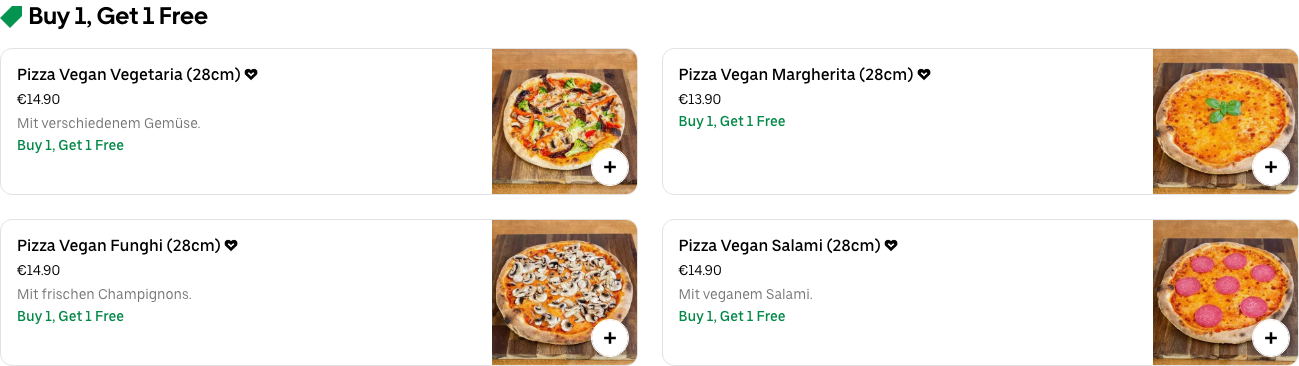 Buy 1, Get 1 Free
Pizza Vegan Vegetaria (28cm)
€14.90
Mit verschiedenem Gemüse.
Buy 1, Get 1 Free
Pizza Vegan Margherita (28cm)
€13.90
Buy 1, Get 1 Free
Pizza Vegan Funghi (28cm)
€14.90
Mit frischen Champignons.
Buy 1, Get 1 Free
Pizza Vegan Salami (28cm)
€14.90
Mit veganem Salami.
Buy 1, Get 1 Free